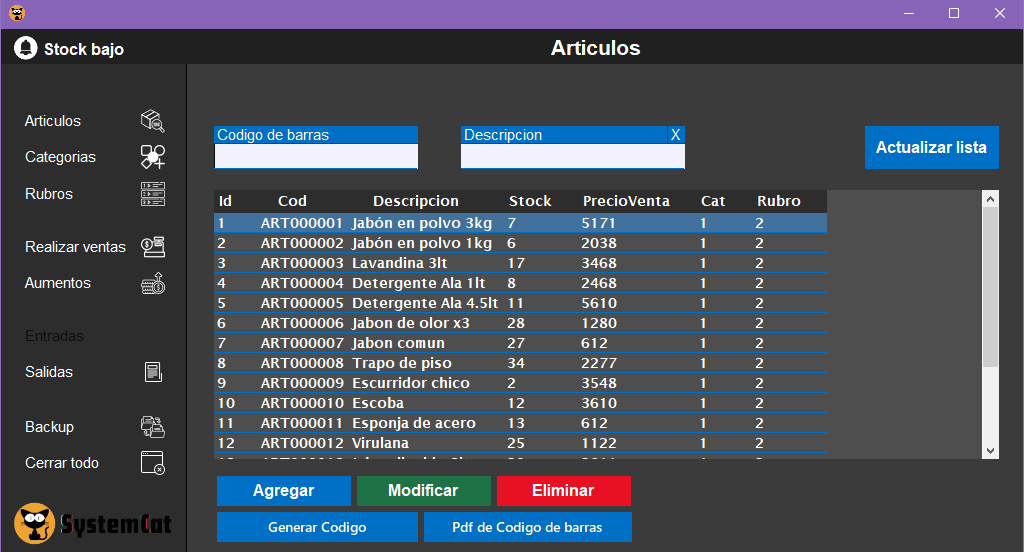 Stock bajo
Articulos
Articulos
Categorias
Rubros
Realizar ventas
Aumentos
Entradas
Salidas
Backup
Cerrar todo
SystemCat
Codigo de barras
Descripcion X
Actualizar lista
Id Cod Descripcion Stock PrecioVenta Cat Rubro
1 ART000001 Jabón en polvo 3kg 7 5171 1 2
2 ART000002 Jabón en polvo 1kg 6 2038 1 2
3 ART000003 Lavandina 3lt 17 3468 1 2
4 ART000004 Detergente Ala 1lt 8 2468 1 2
5 ART000005 Detergente Ala 4.5lt 11 5610 1 2
6 ART000006 Jabon de olor x3 28 1280 1 2
7 ART000007 Jabon comun 27 612 1 2
8 ART000008 Trapo de piso 34 2277 1 2
9 ART000009 Escurridor chico 2 3548 1 2
10 ART000010 Escoba 12 3610 1 2
11 ART000011 Esponja de acero 13 612 1 2
12 ART000012 Virulana 25 1122 1 2
Agregar Modificar Eliminar
Generar Codigo Pdf de Codigo de barras